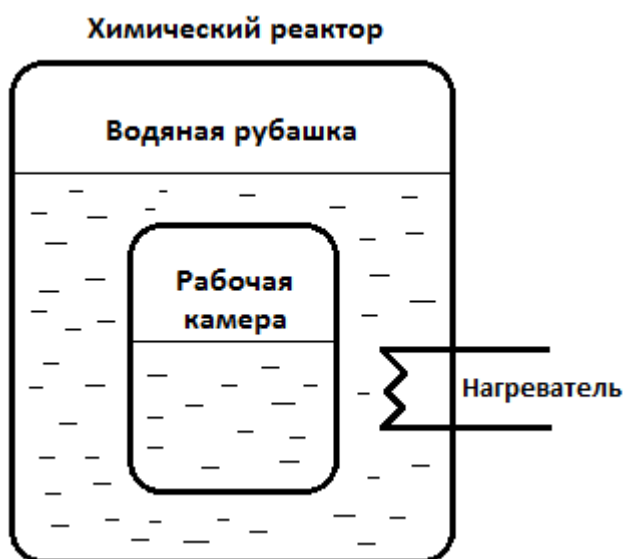 Химический реактор
Водяная рубашка
Рабочая
камера
Нагреватель